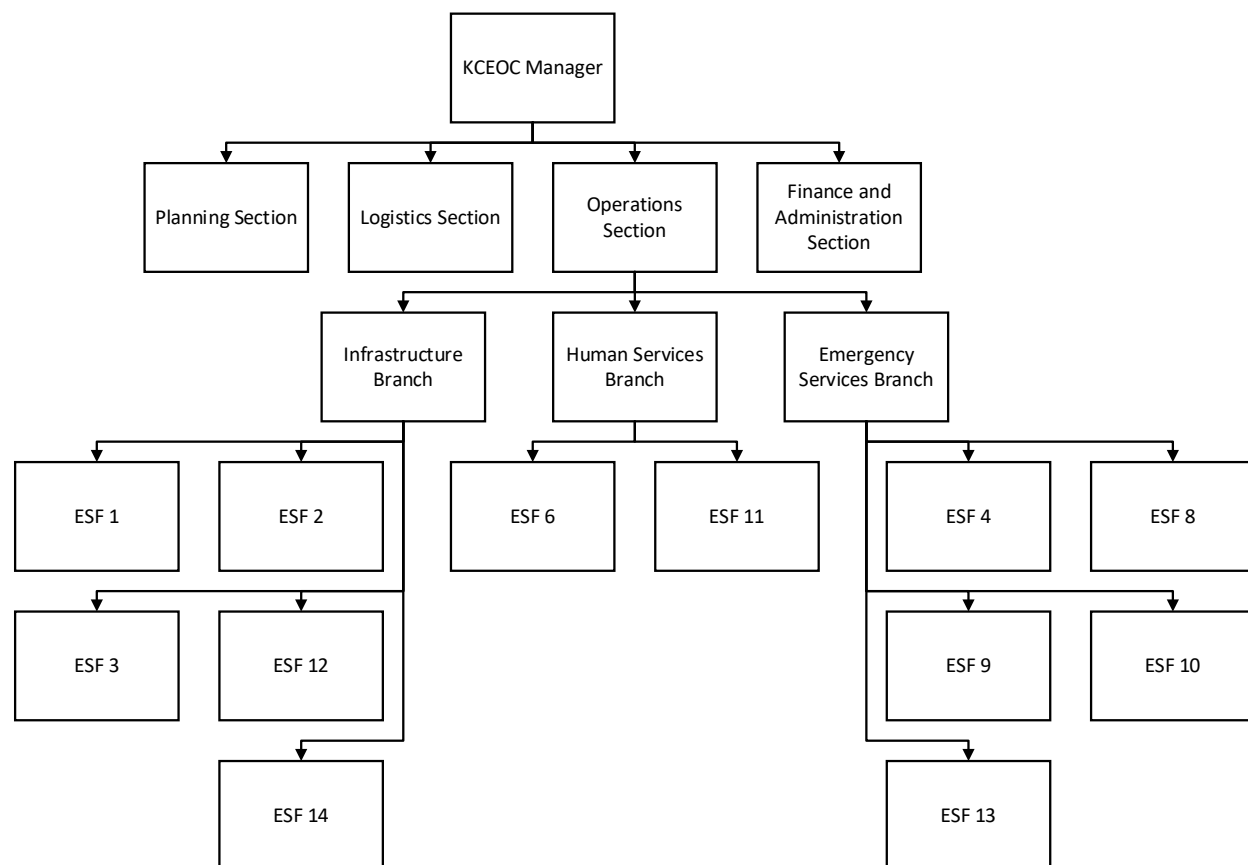 KCEOC Manager
Planning Section
Logistics Section
Operations
Section
Finance and
Administration
Section
Infrastructure
Branch
Human Services
Branch
Emergency
Services Branch
ESF 1
ESF 2
ESF 6
ESF 11
ESF 4
ESF 8
ESF 3
ESF 12
ESF 9
ESF 10
ESF 14
ESF 13